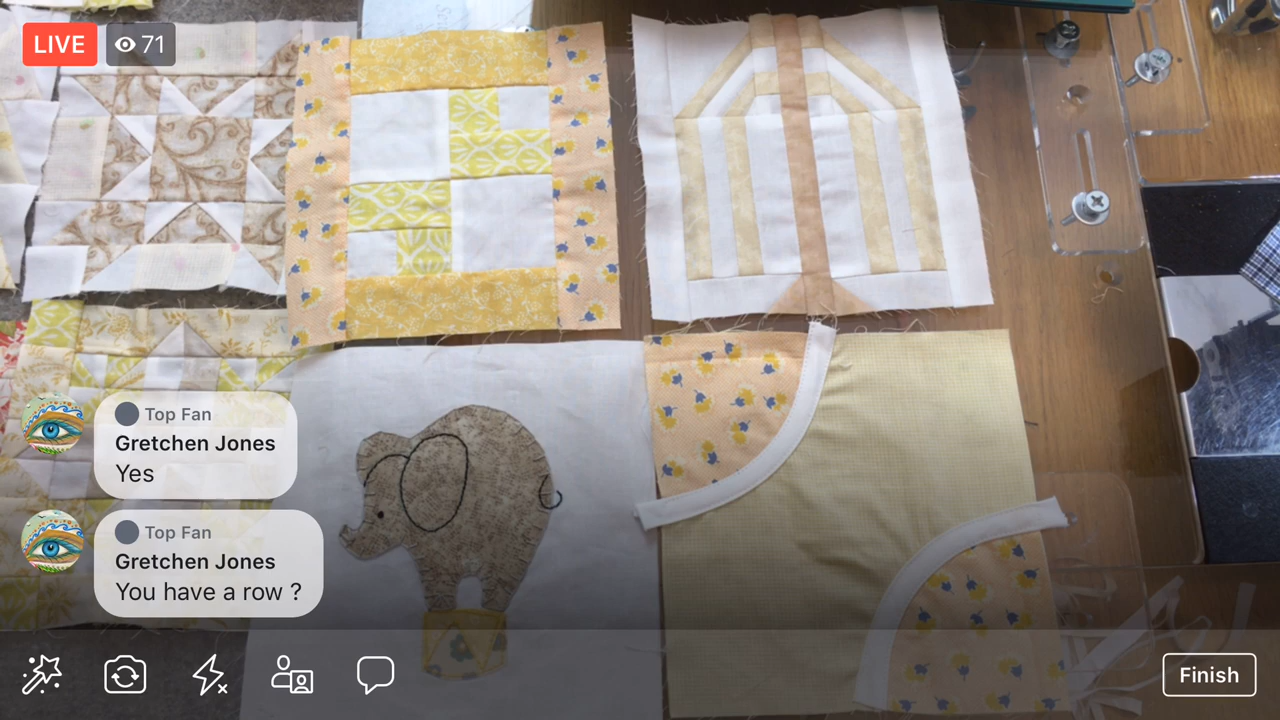 LIVE 71
Top Fan
Gretchen Jones
Yes
Top Fan
Gretchen Jones
You have a row ?
Finish